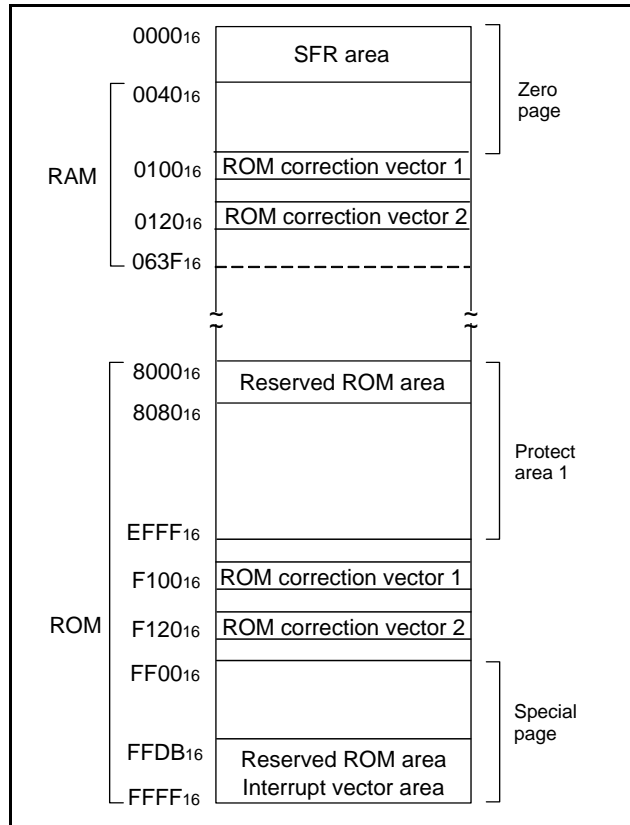 0000₁₆
SFR area
0040₁₆
Zero
page
RAM
0100₁₆ ROM correction vector 1
0120₁₆ ROM correction vector 2
063F₁₆
8000₁₆
Reserved ROM area
8080₁₆
Protect
area 1
EFFF₁₆
F100₁₆ ROM correction vector 1
ROM
F120₁₆ ROM correction vector 2
FF00₁₆
Special
page
FFDB₁₆
Reserved ROM area
Interrupt vector area
FFFF₁₆